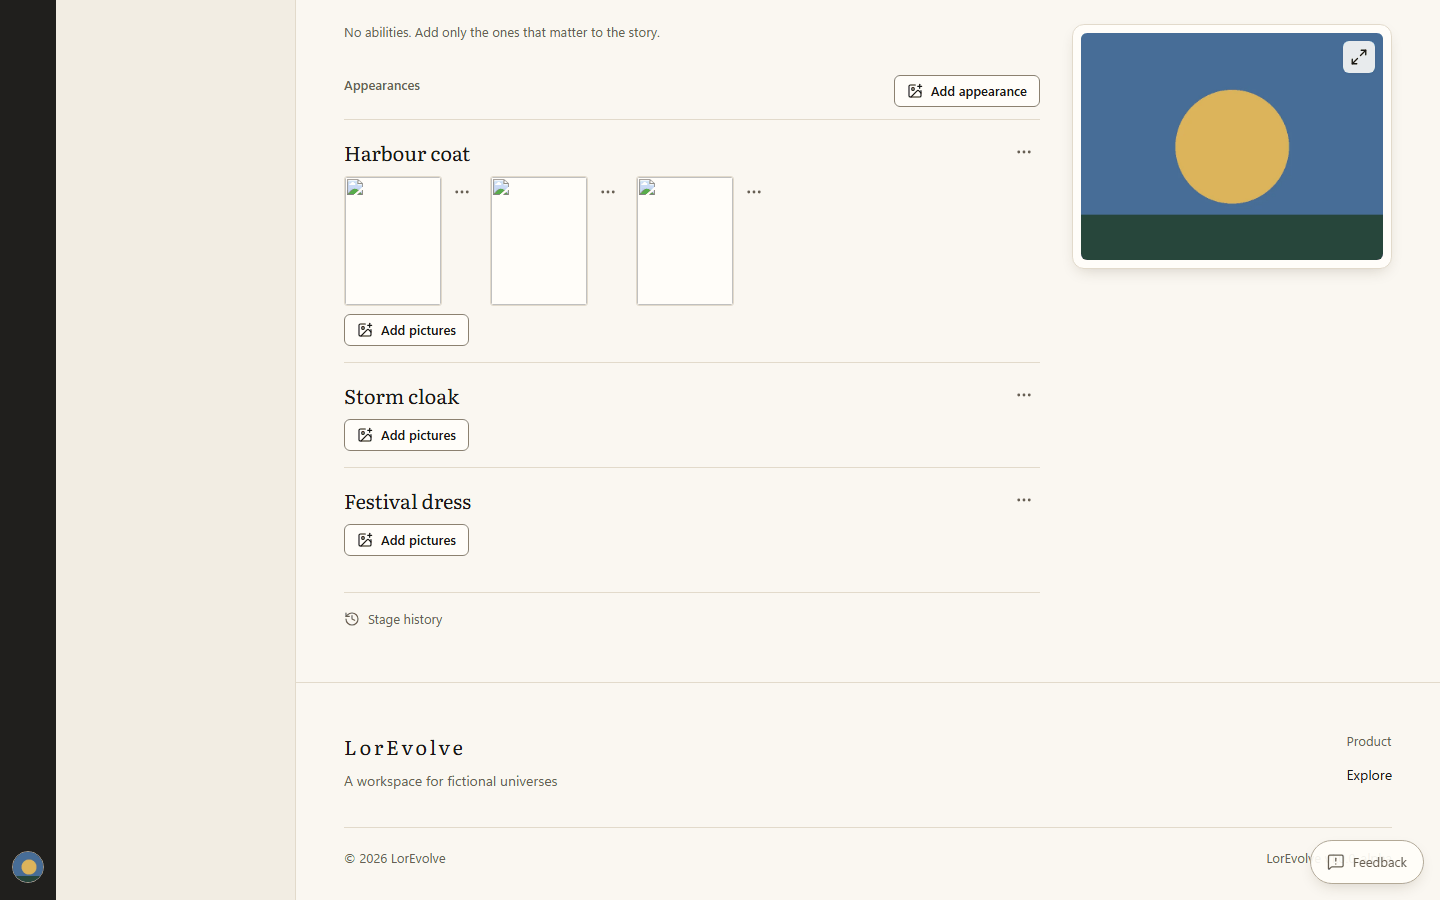 No abilities. Add only the ones that matter to the story.
Appearances
Add appearance
Harbour coat
Add pictures
Storm cloak
Add pictures
Festival dress
Add pictures
Stage history
LorEvolve
A workspace for fictional universes
Product
Explore
© 2026 LorEvolve
Feedback